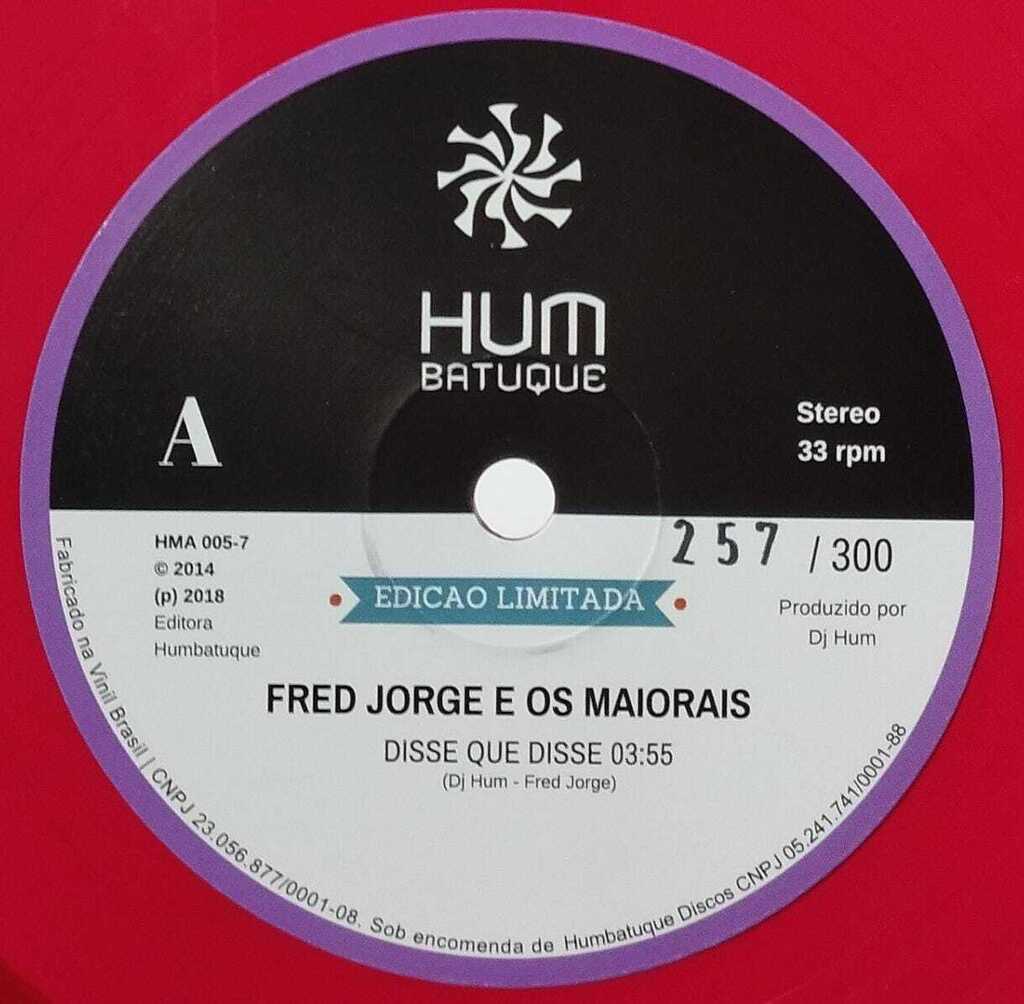 HUM
BATUQUE
A
Stereo
33 rpm
HMA 005-7
© 2014
(p) 2018
Editora
Humbatuque
EDICAO LIMITADA
257 / 300
Produzido por
Dj Hum
FRED JORGE E OS MAIORAIS
DISSE QUE DISSE 03:55
(Dj Hum - Fred Jorge)
Fabricado na Vinil Brasil | CNPJ 23.056.877/0001-08. Sob encomenda de Humbatuque Discos CNPJ 05.241.741/0001-88